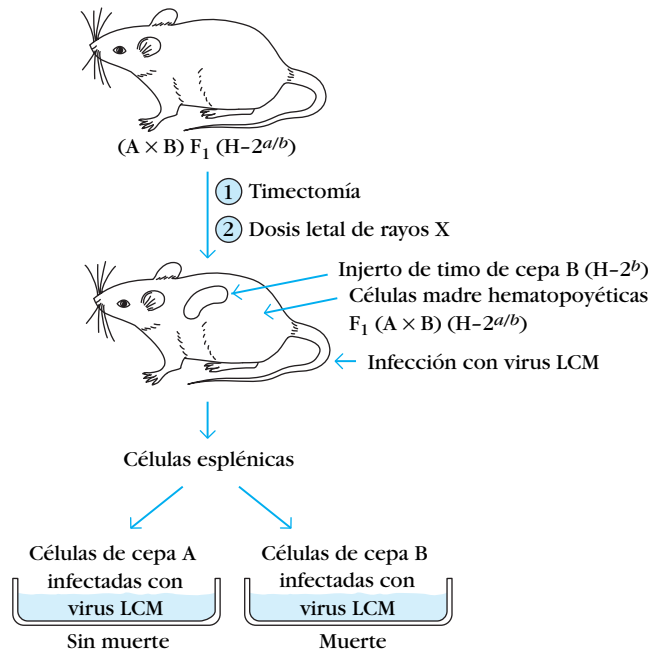 (A × B) F₁ (H–2ᵃ/ᵇ)
1 Timectomía
2 Dosis letal de rayos X
Injerto de timo de cepa B (H–2ᵇ)
Células madre hematopoyéticas
F₁ (A × B) (H–2ᵃ/ᵇ)
Infección con virus LCM
Células esplénicas
Células de cepa A
infectadas con
virus LCM
Sin muerte
Células de cepa B
infectadas con
virus LCM
Muerte